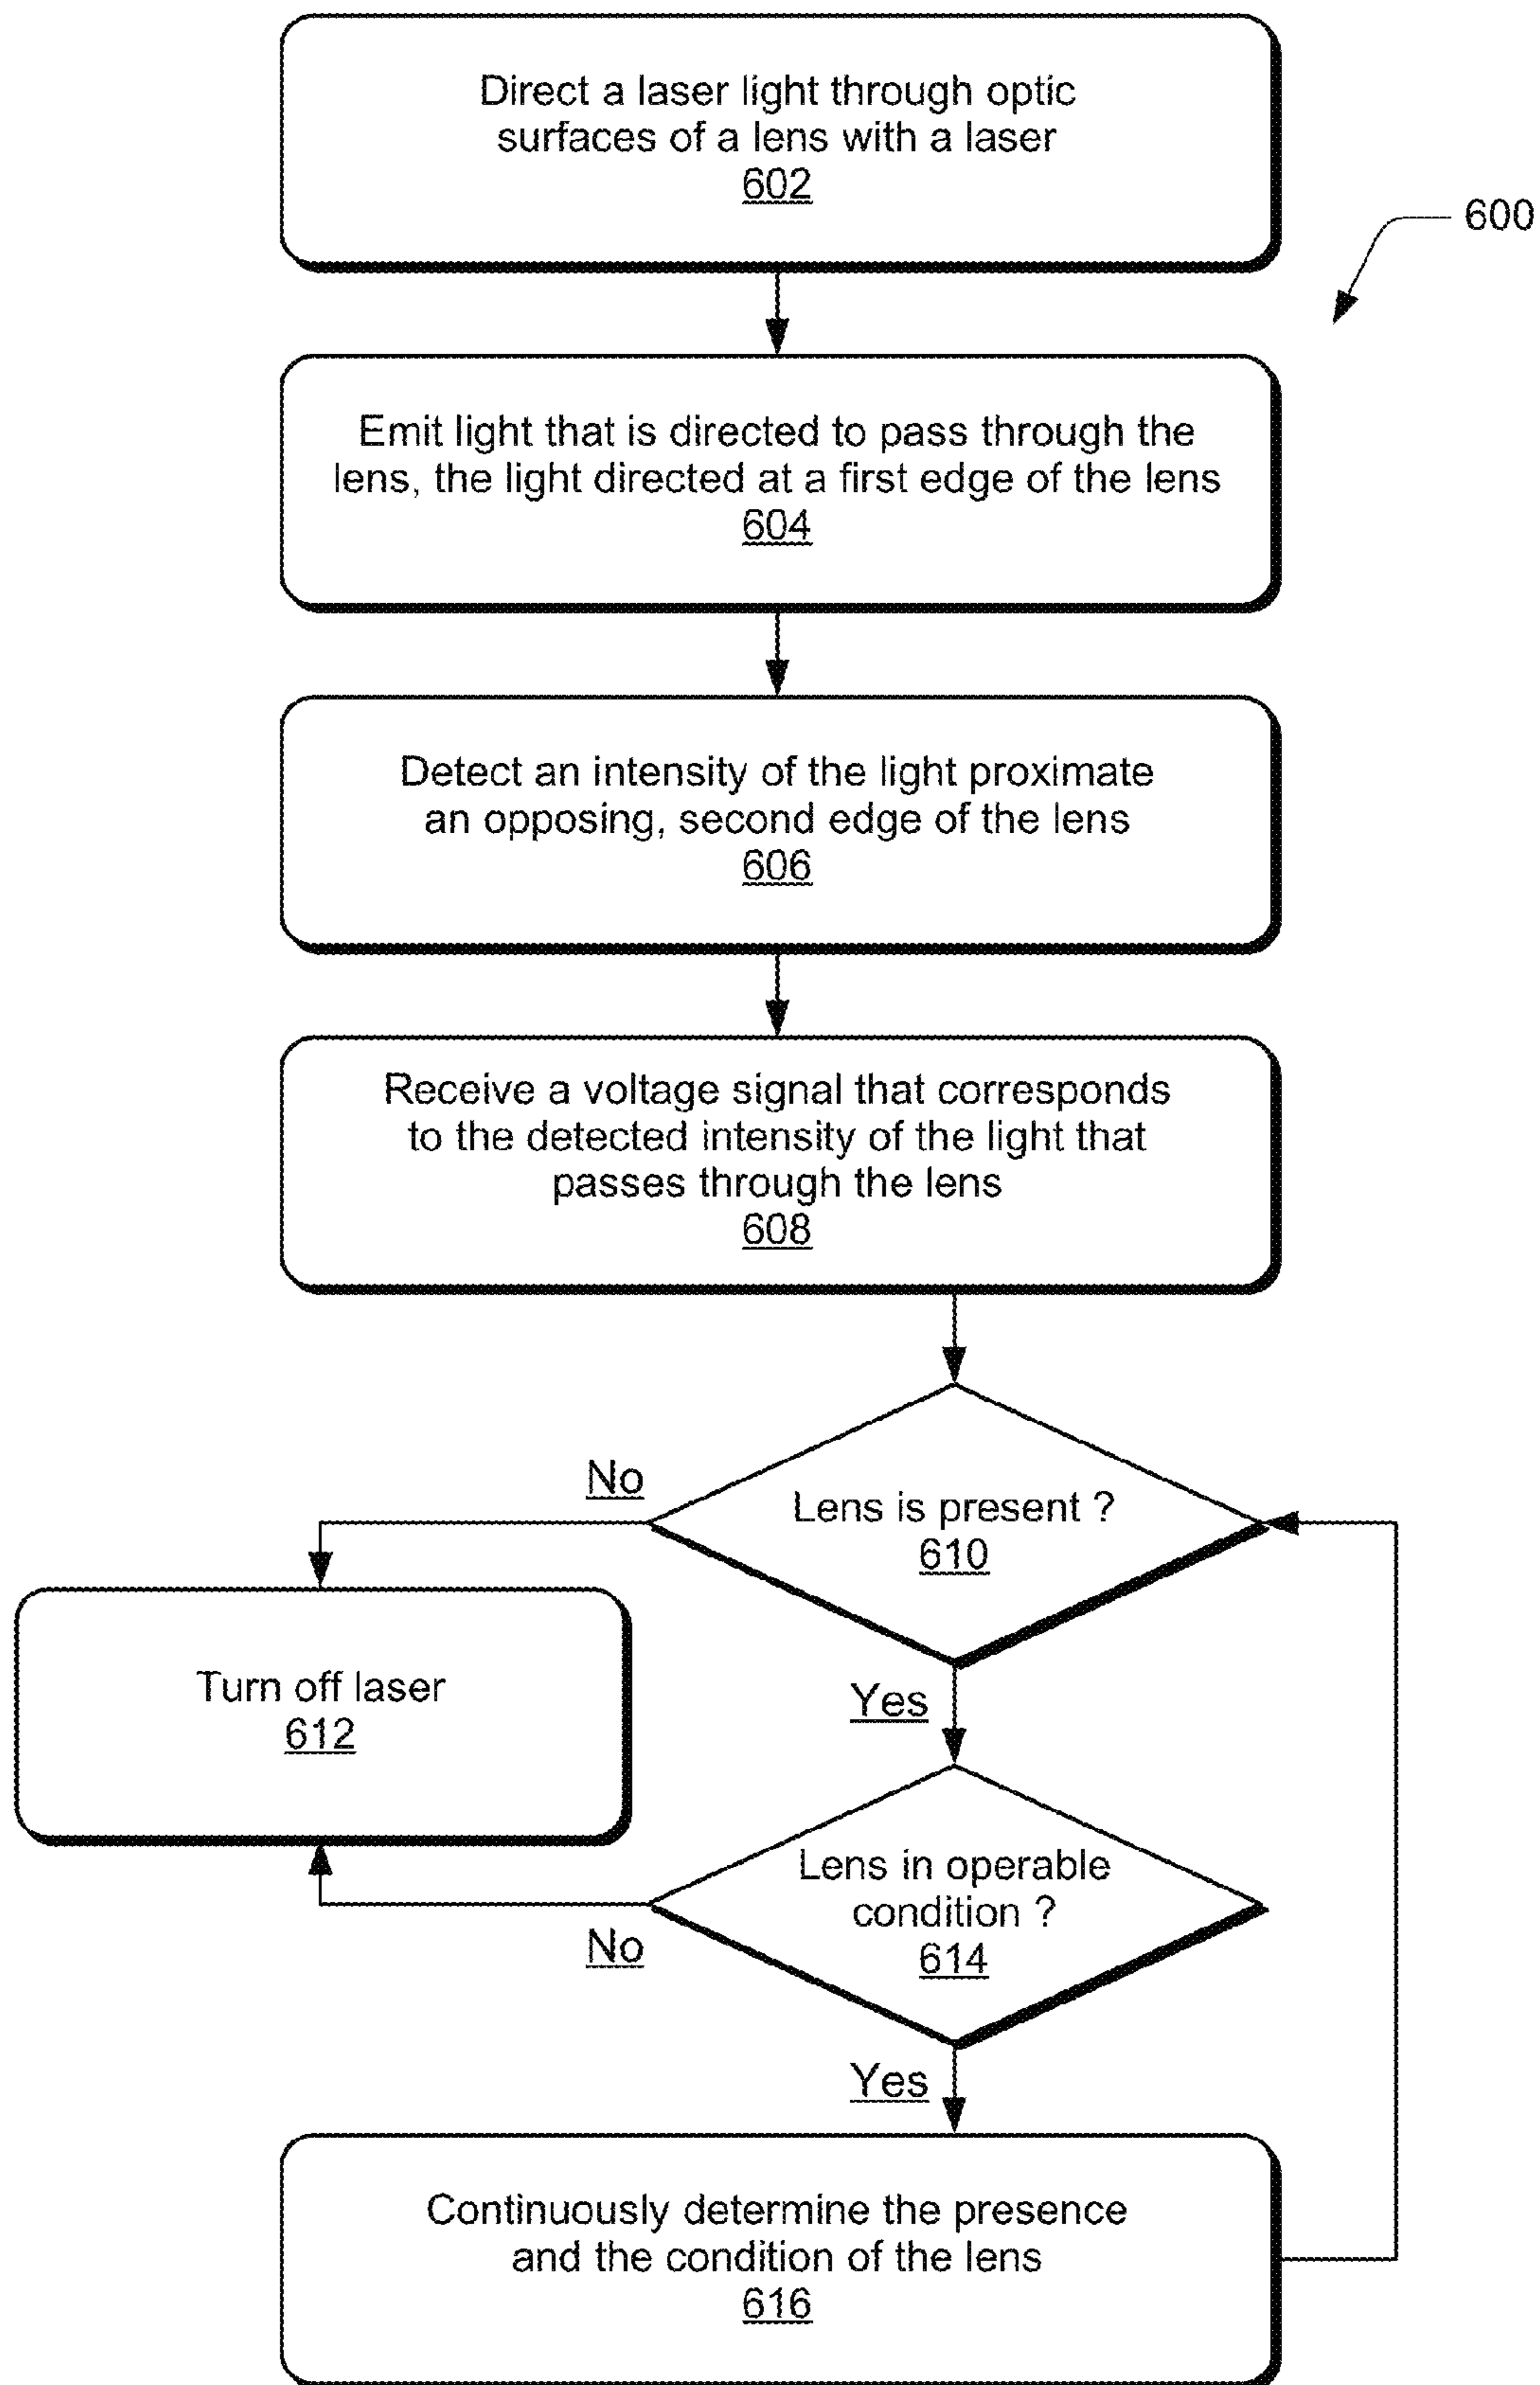 Direct a laser light through optic
surfaces of a lens with a laser
602
600
Emit light that is directed to pass through the
lens, the light directed at a first edge of the lens
604
Detect an intensity of the light proximate
an opposing, second edge of the lens
606
Receive a voltage signal that corresponds
to the detected intensity of the light that
passes through the lens
608
No
Lens is present ?
610
Turn off laser
612
Yes
Lens in operable
condition ?
614
No
Yes
Continuously determine the presence
and the condition of the lens
616